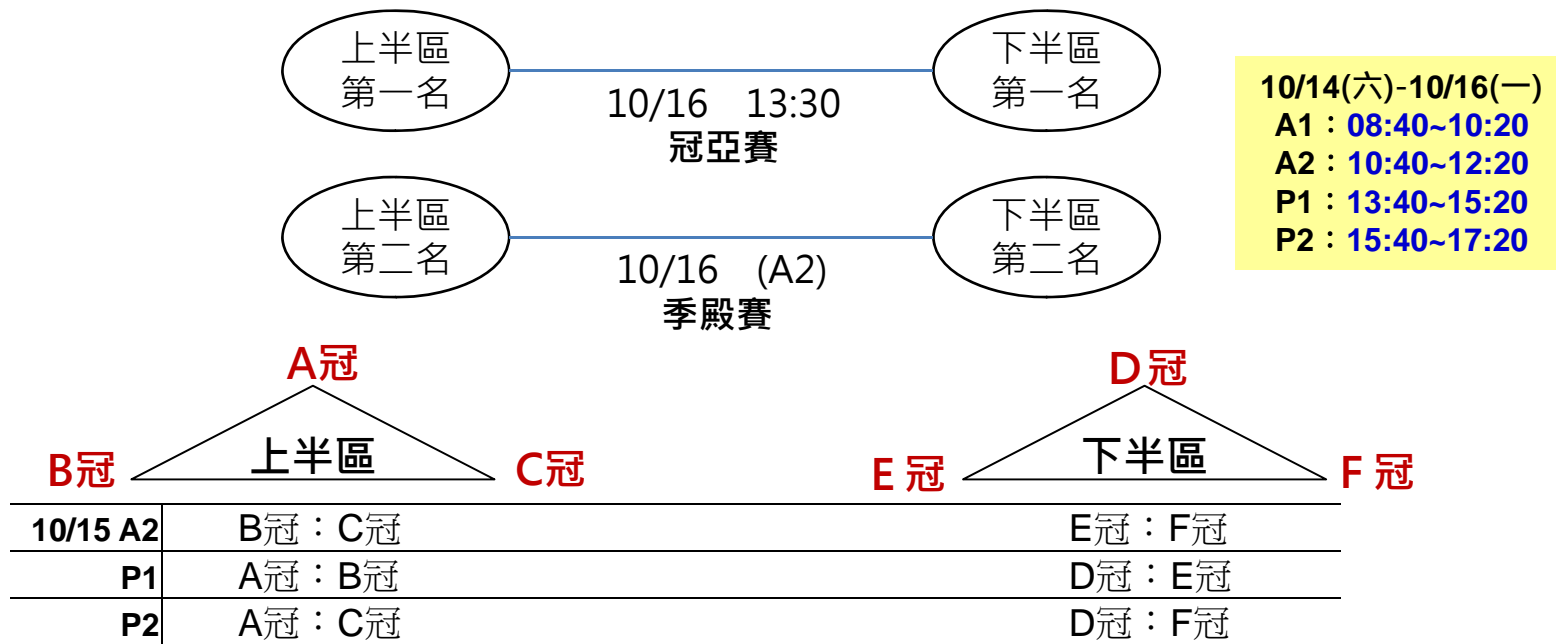 上半區
第一名
下半區
第一名
10/16 13:30
冠亞賽
10/14(六)-10/16(一)
A1：08:40~10:20
A2：10:40~12:20
P1：13:40~15:20
P2：15:40~17:20
上半區
第二名
下半區
第二名
10/16 (A2)
季殿賽
A冠
D冠
上半區
下半區
B冠
C冠
E 冠
F 冠
10/15 A2 B冠：C冠 E冠：F冠
P1 A冠：B冠 D冠：E冠
P2 A冠：C冠 D冠：F冠